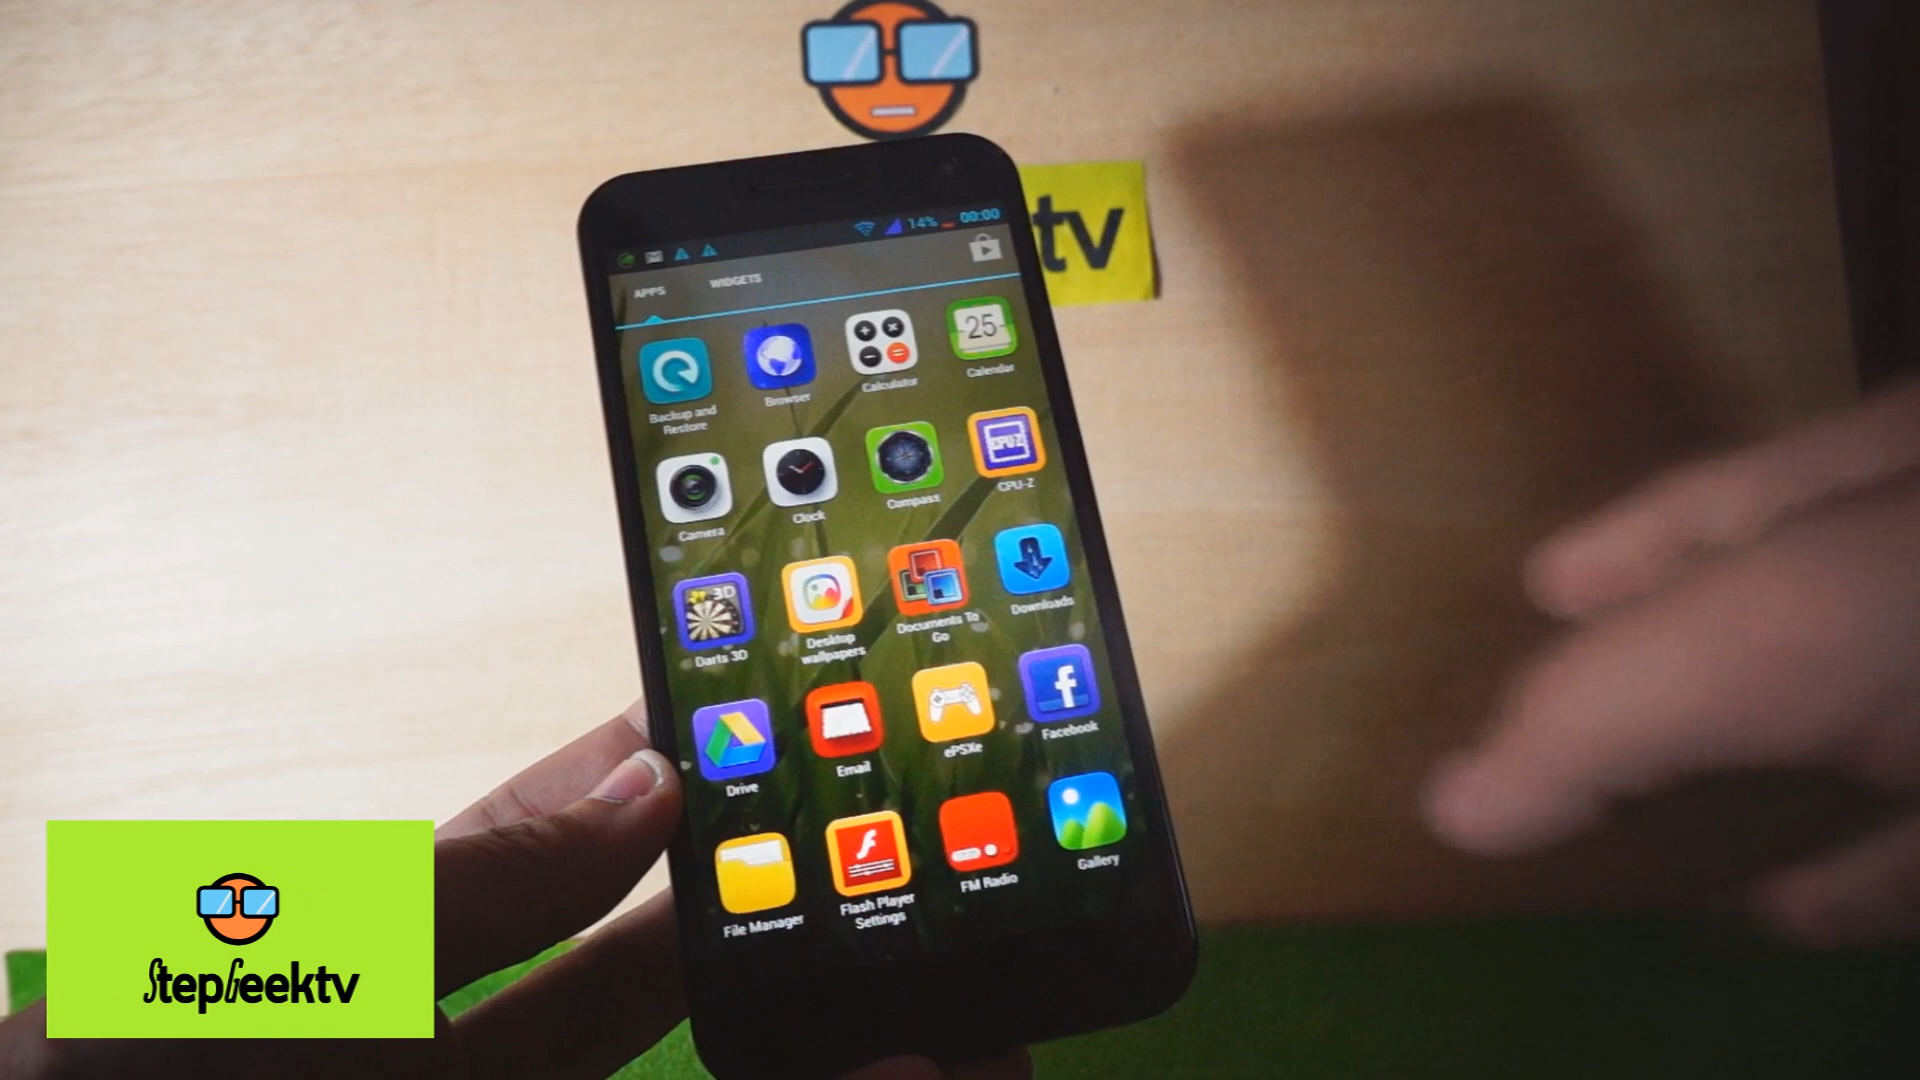 tv
14% 00:00
APPS WIDGETS
25
Backup and
Restore
Browser
Calculator
Calendar
CPUZ
Camera
Clock
Compass
CPU-Z
3D
Darts 3D
Desktop
wallpapers
Documents To
Go
Downloads
Drive
Email
ePSXe
Facebook
File Manager
Flash Player
Settings
FM Radio
Gallery
StepGeektv